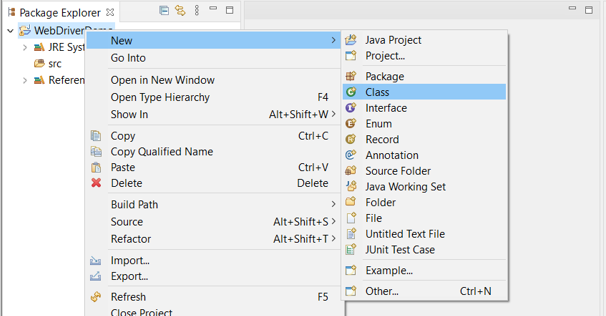 Package Explorer
WebDriverDemo
JRE Sys
src
Referen
New
Go Into
Open in New Window
Open Type Hierarchy F4
Show In Alt+Shift+W
Copy Ctrl+C
Copy Qualified Name
Paste Ctrl+V
Delete Delete
Build Path
Source Alt+Shift+S
Refactor Alt+Shift+T
Import...
Export...
Refresh F5
Close Project
Java Project
Project...
Package
Class
Interface
Enum
Record
Annotation
Source Folder
Java Working Set
Folder
File
Untitled Text File
JUnit Test Case
Example...
Other... Ctrl+N